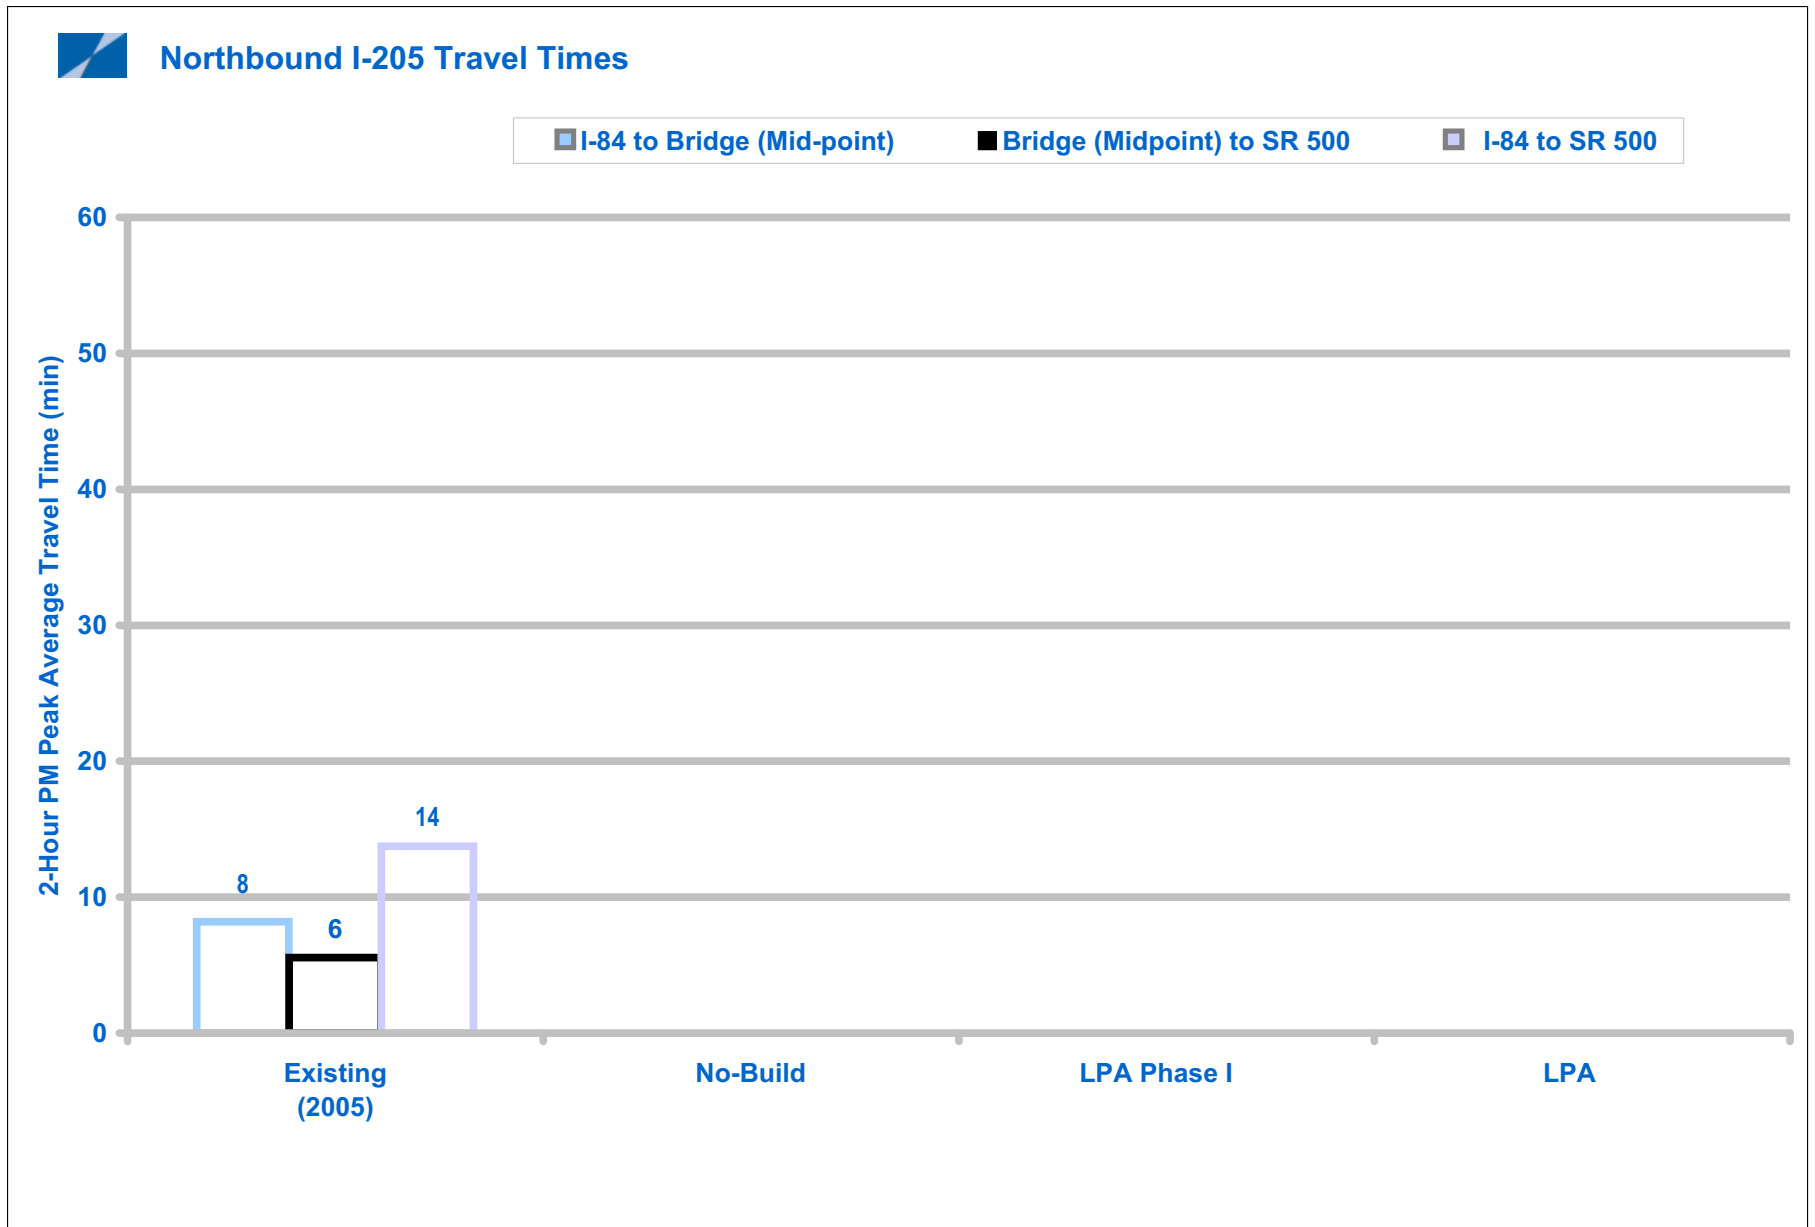 Northbound I-205 Travel Times
I-84 to Bridge (Mid-point) Bridge (Midpoint) to SR 500 I-84 to SR 500
2-Hour PM Peak Average Travel Time (min)
60
50
40
30
20
10
0
8
6
14
Existing
(2005)
No-Build
LPA Phase I
LPA